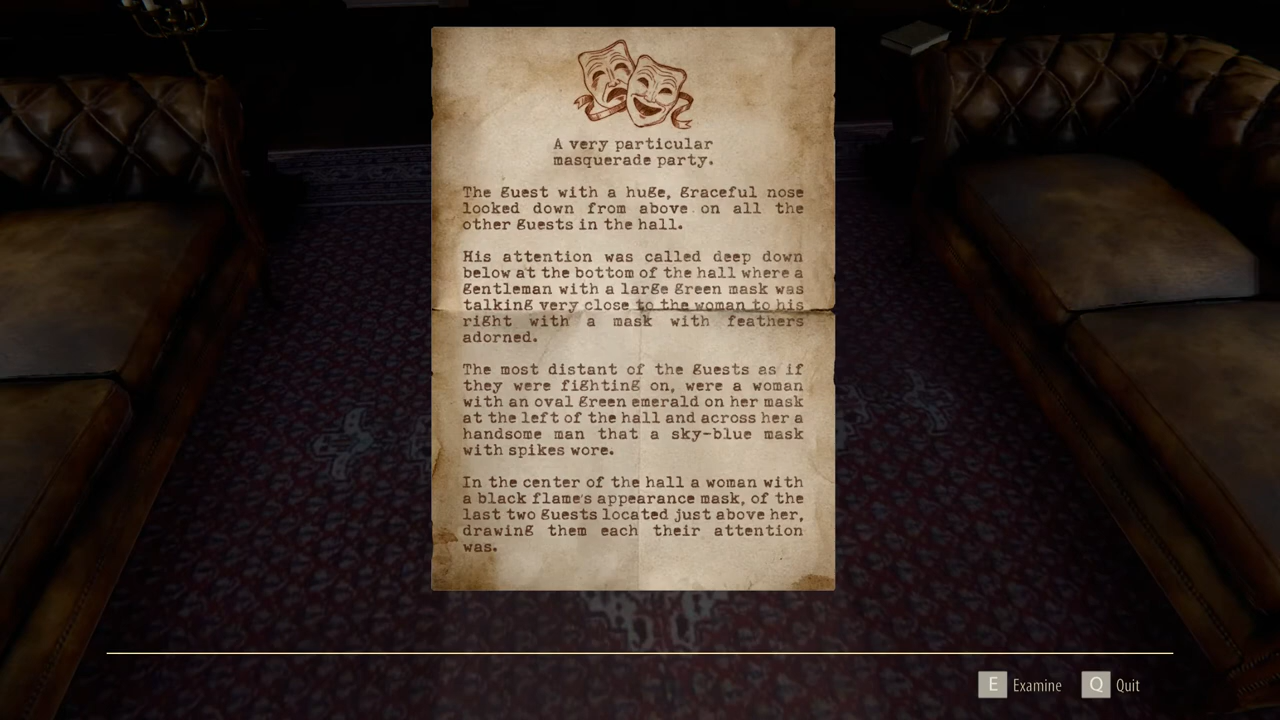 A very particular
masquerade party.
The guest with a huge, graceful nose
looked down from above on all the
other guests in the hall.
His attention was called deep down
below at the bottom of the hall where a
gentleman with a large green mask was
talking very close to the woman to his
right with a mask with feathers
adorned.
The most distant of the guests as if
they were fighting on, were a woman
with an oval green emerald on her mask
at the left of the hall and across her a
handsome man that a sky-blue mask
with spikes wore.
In the center of the hall a woman with
a black flame's appearance mask, of the
last two guests located just above her,
drawing them each their attention
was.
E Examine Q Quit